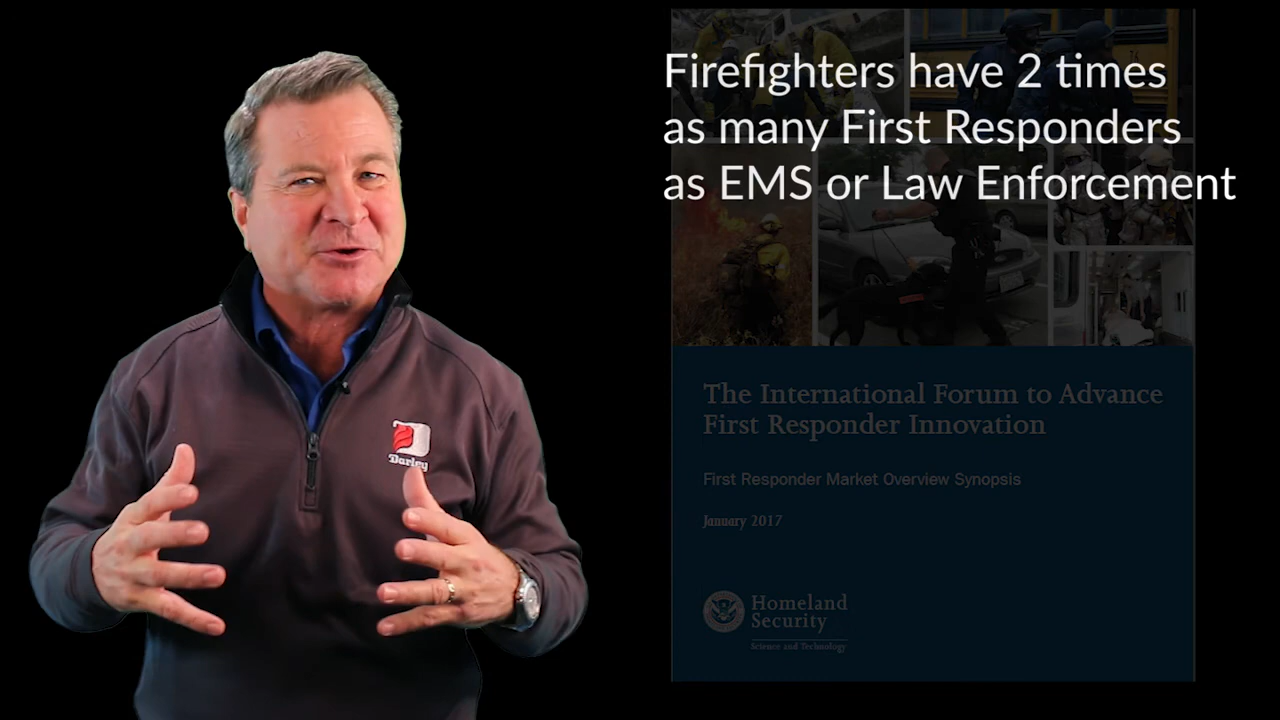 Firefighters have 2 times
as many First Responders
as EMS or Law Enforcement
Darley
The International Forum to Advance
First Responder Innovation
First Responder Market Overview Synopsis
January 2017
Homeland
Security
Science and Technology